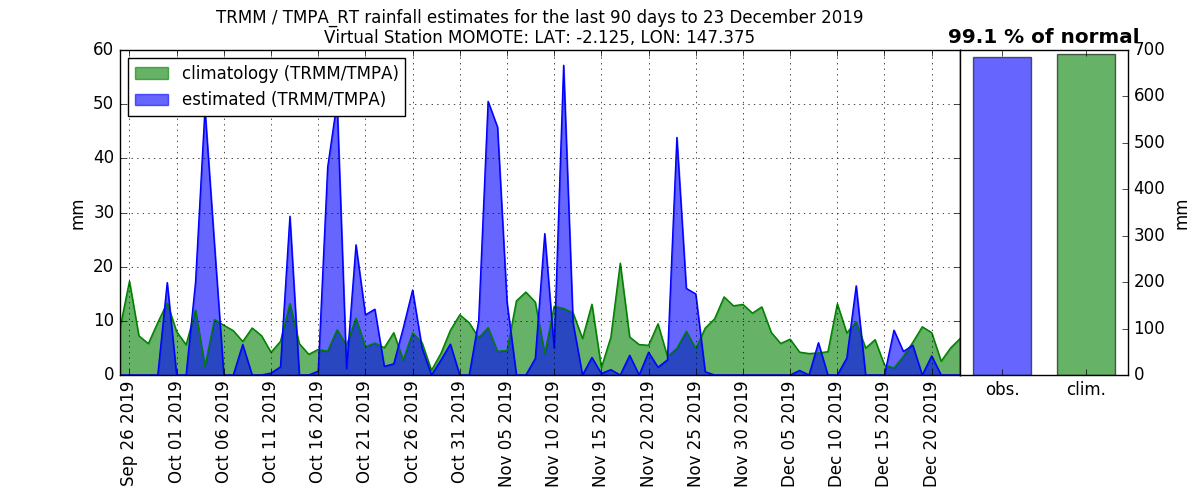 TRMM / TMPA_RT rainfall estimates for the last 90 days to 23 December 2019
Virtual Station MOMOTE: LAT: -2.125, LON: 147.375
99.1 % of normal
climatology (TRMM/TMPA)
estimated (TRMM/TMPA)
60
50
40
30
20
10
0
mm
700
600
500
400
300
200
100
0
mm
Sep 26 2019
Oct 01 2019
Oct 06 2019
Oct 11 2019
Oct 16 2019
Oct 21 2019
Oct 26 2019
Oct 31 2019
Nov 05 2019
Nov 10 2019
Nov 15 2019
Nov 20 2019
Nov 25 2019
Nov 30 2019
Dec 05 2019
Dec 10 2019
Dec 15 2019
Dec 20 2019
obs.
clim.